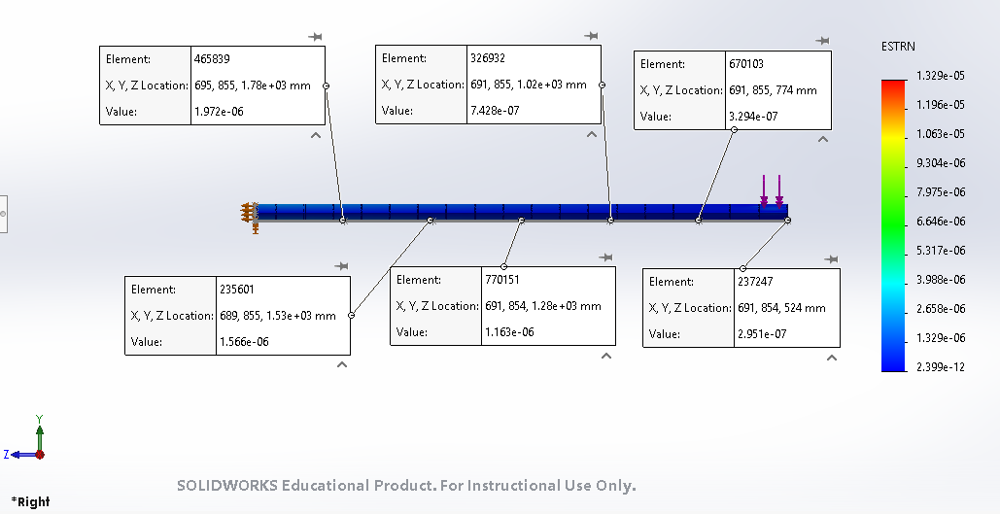 Element: 465839
X, Y, Z Location: 695, 855, 1.78e+03 mm
Value: 1.972e-06
Element: 326932
X, Y, Z Location: 691, 855, 1.02e+03 mm
Value: 7.428e-07
Element: 670103
X, Y, Z Location: 691, 855, 774 mm
Value: 3.294e-07
ESTRN
1.329e-05
1.196e-05
1.063e-05
9.304e-06
7.975e-06
6.646e-06
5.317e-06
3.988e-06
2.658e-06
1.329e-06
2.399e-12
Element: 235601
X, Y, Z Location: 689, 855, 1.53e+03 mm
Value: 1.566e-06
Element: 770151
X, Y, Z Location: 691, 854, 1.28e+03 mm
Value: 1.163e-06
Element: 237247
X, Y, Z Location: 691, 854, 524 mm
Value: 2.951e-07
Y
Z
SOLIDWORKS Educational Product. For Instructional Use Only.
*Right